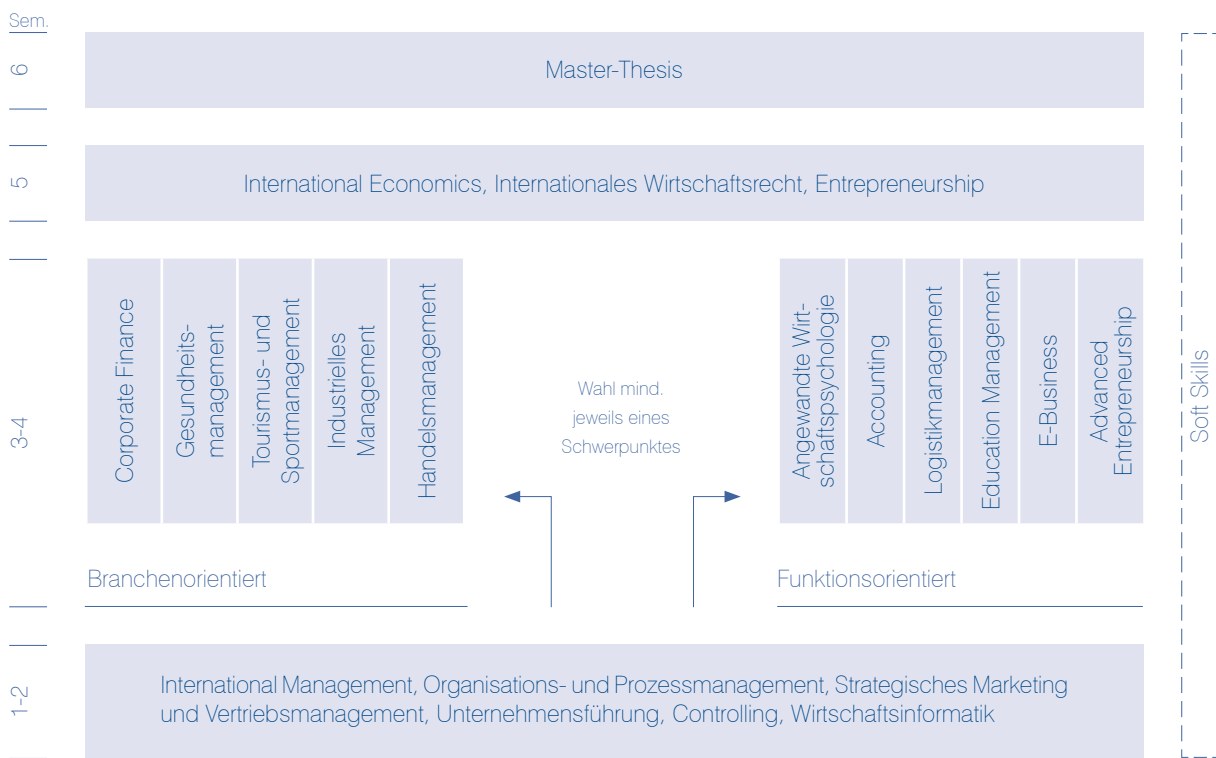 Sem.
6
Master-Thesis
5
International Economics, Internationales Wirtschaftsrecht, Entrepreneurship
3-4
Corporate Finance
Gesundheits-
management
Tourismus- und
Sportmanagement
Industrielles
Management
Handelsmanagement
Wahl mind.
jeweils eines
Schwerpunktes
Angewandte Wirt-
schaftspsychologie
Accounting
Logistikmanagement
Education Management
E-Business
Advanced
Entrepreneurship
Branchenorientiert
Funktionsorientiert
1-2
International Management, Organisations- und Prozessmanagement, Strategisches Marketing
und Vertriebsmanagement, Unternehmensführung, Controlling, Wirtschaftsinformatik
Soft Skills